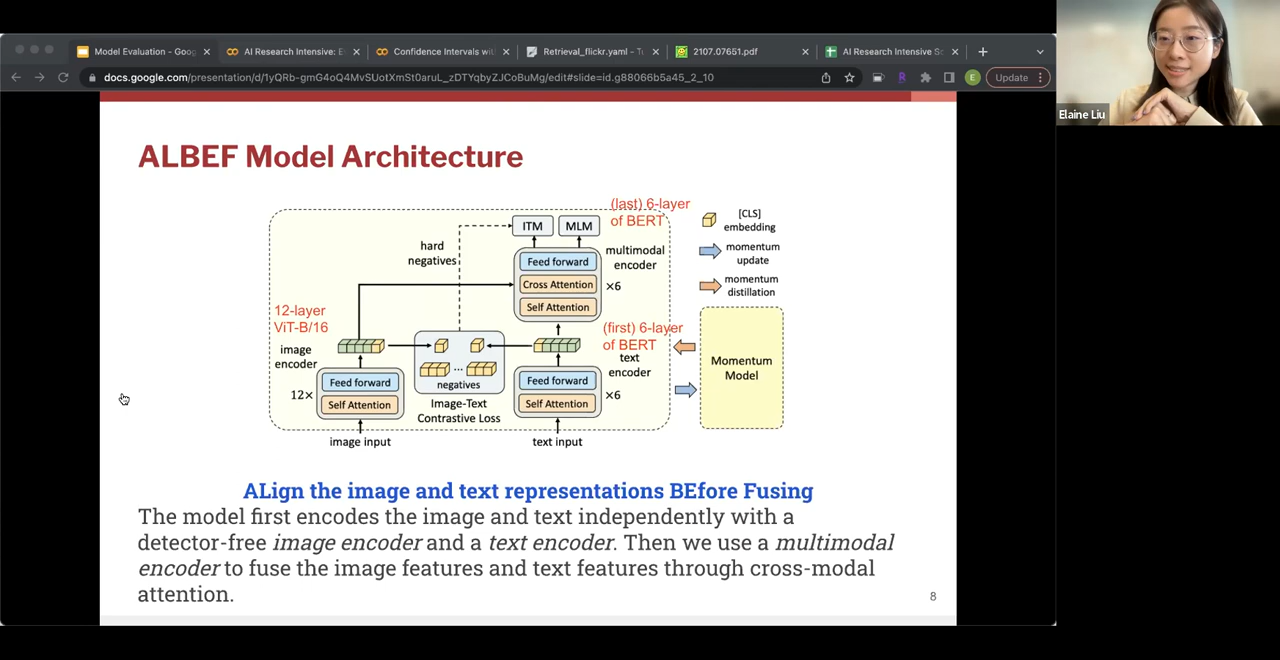 Model Evaluation - Goog
AI Research Intensive: E
Confidence Intervals wit
Retrieval_flickr.yaml - T
2107.07651.pdf
AI Research Intensive Sc
docs.google.com/presentation/d/1yQRb-gmG4oQ4MvSUotXmSt0aruL_zDTYqbyZJCoBuMg/edit#slide=id.g88066b5a45_2_10
R
E
Update
Elaine Liu
ALBEF Model Architecture
(last) 6-layer
of BERT
ITM
MLM
[CLS]
embedding
hard
negatives
Feed forward
multimodal
encoder
momentum
update
Cross Attention
×6
momentum
distillation
Self Attention
12-layer
ViT-B/16
(first) 6-layer
of BERT
image
encoder
text
encoder
Momentum
Model
...
negatives
Feed forward
Feed forward
12×
Self Attention
Self Attention
×6
Image-Text
Contrastive Loss
image input
text input
ALign the image and text representations BEfore Fusing
The model first encodes the image and text independently with a
detector-free image encoder and a text encoder. Then we use a multimodal
encoder to fuse the image features and text features through cross-modal
attention.
8